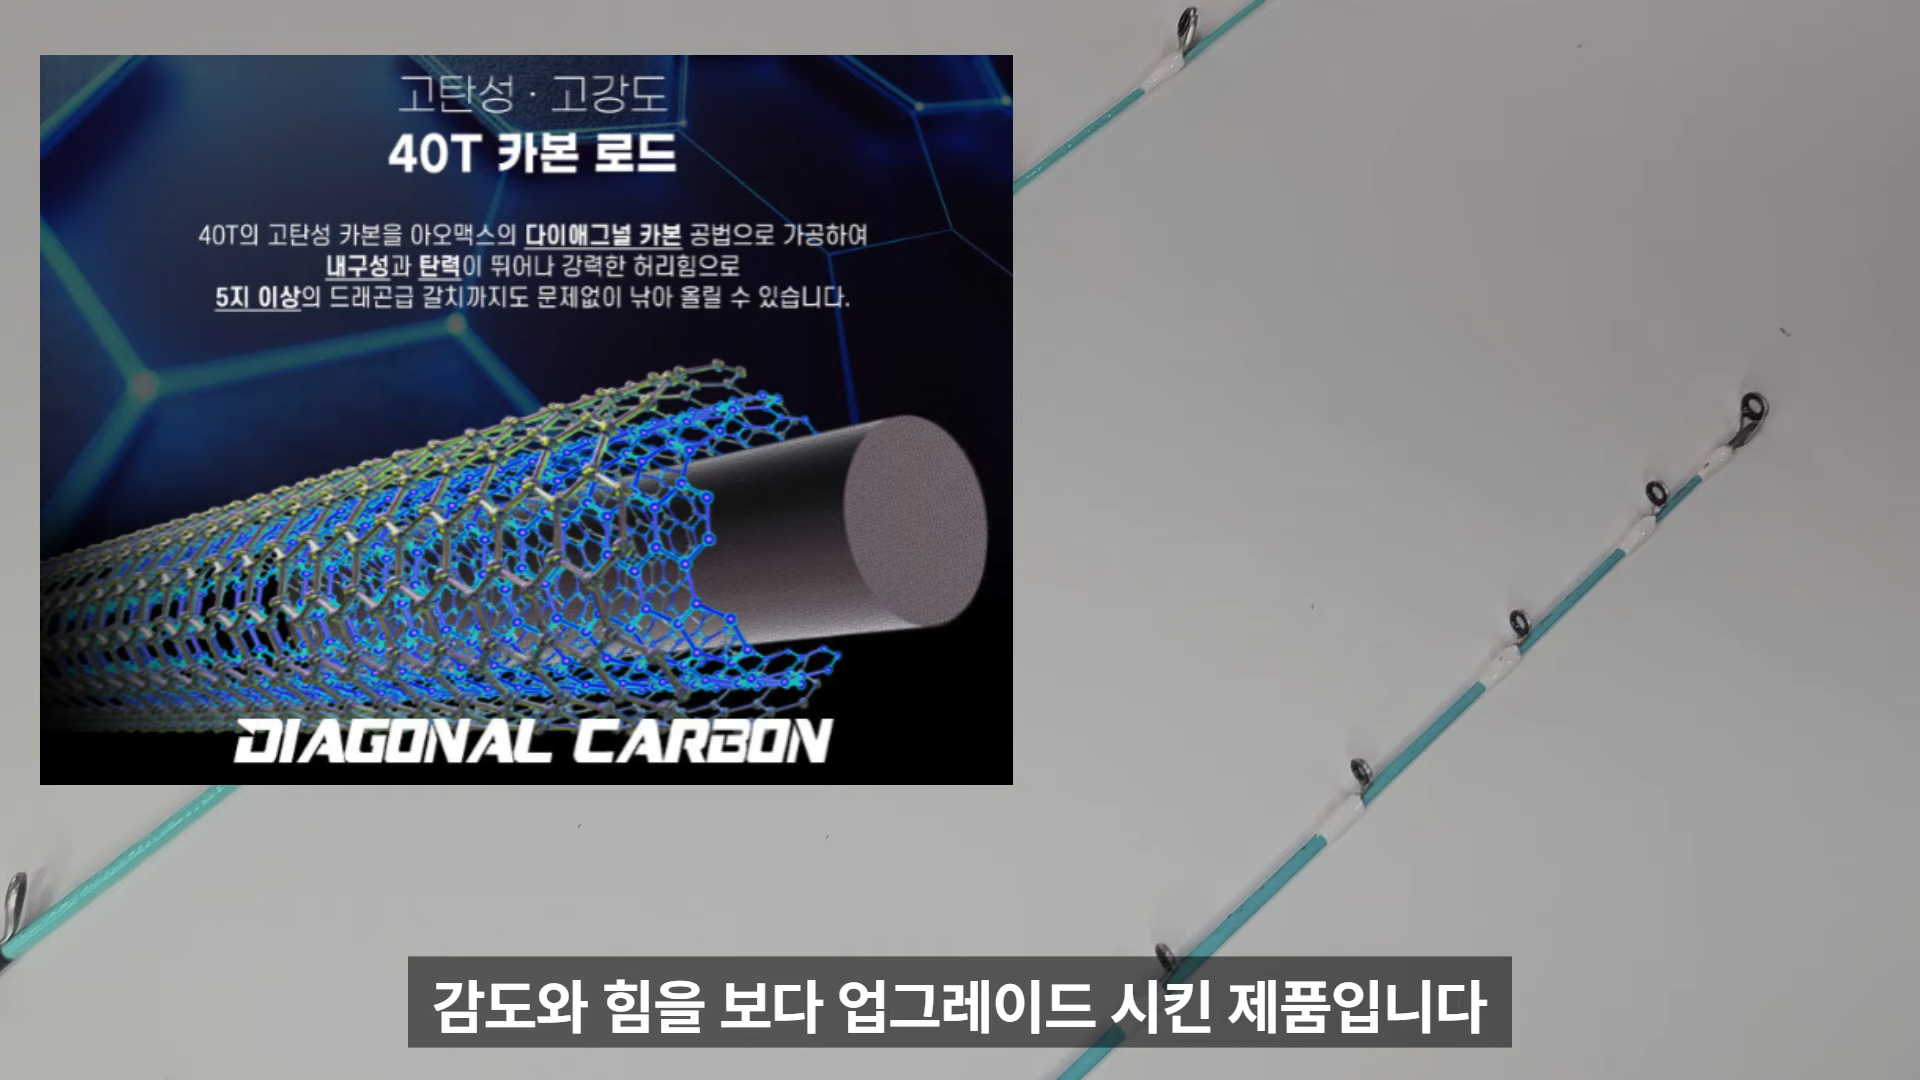 고탄성 · 고강도
40T 카본 로드
40T의 고탄성 카본을 아오맥스의 다이애그널 카본 공법으로 가공하여
내구성과 탄력이 뛰어나 강력한 허리힘으로
5지 이상의 드래곤급 갈치까지도 문제없이 낚아 올릴 수 있습니다.
DIAGONAL CARBON
감도와 힘을 보다 업그레이드 시킨 제품입니다